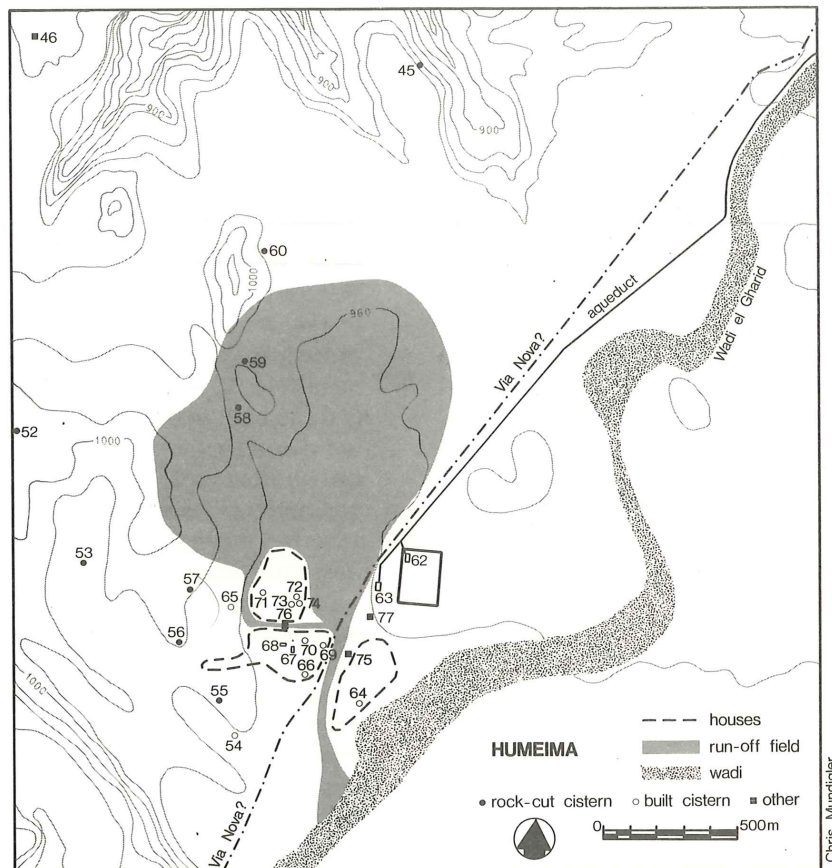 46
45
900
900
900
60
1000
960
59
58
52
1000
Via Nova?
aqueduct
Wadi el Gharid
53
57
65
56
55
54
1000
72
71
73
74
76
62
63
77
68
70
67
69
66
75
64
Via Nova?
HUMEIMA
houses
run-off field
wadi
rock-cut cistern
built cistern
other
0
500m
Chris Mundigler